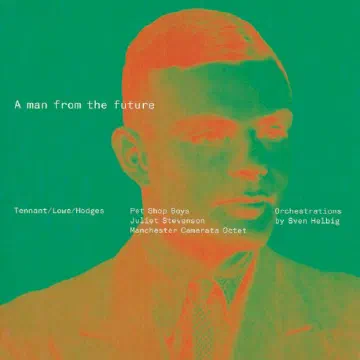 A man from the future
Tennant/Lowe/Hodges
Pet Shop Boys
Juliet Stevenson
Manchester Camerata Octet
Orchestrations
by Sven Helbig